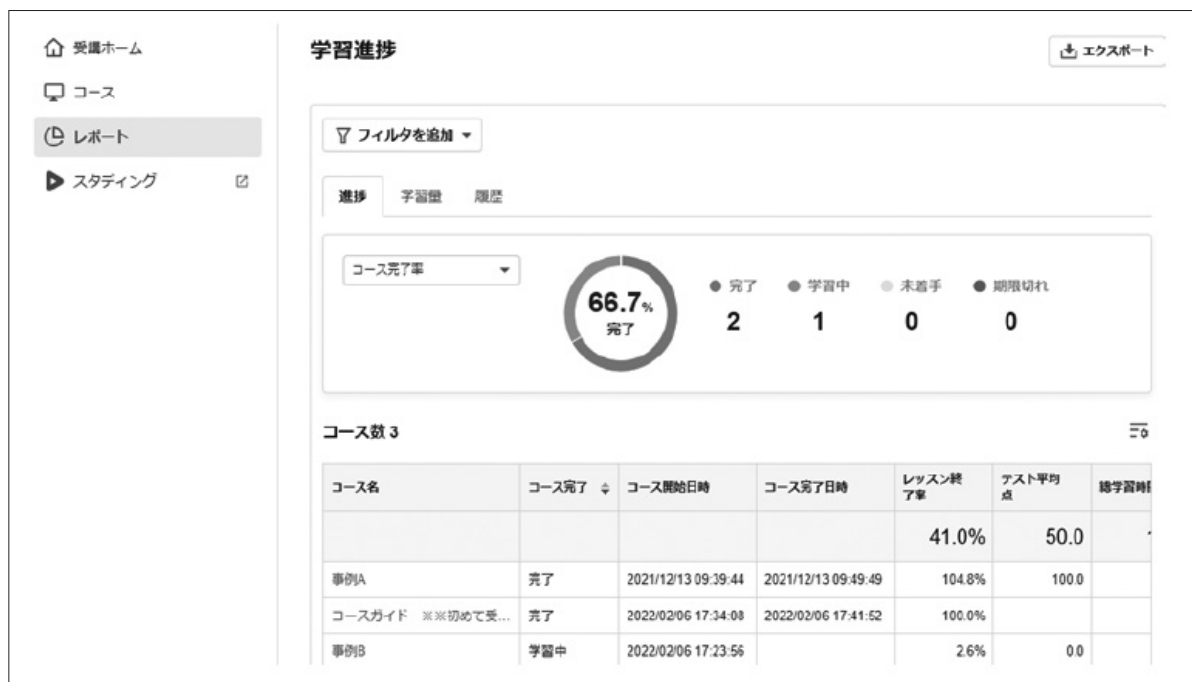 受講ホーム
コース
レポート
スタディング
学習進捗
エクスポート
フィルタを追加
進捗 学習量 履歴
コース完了率
66.7%
完了
完了 学習中 未着手 期限切れ
2 1 0 0
コース数 3
コース名 コース完了 コース開始日時 コース完了日時 レッスン終了率 テスト平均点 総学習時
41.0% 50.0
事例A 完了 2021/12/13 09:39:44 2021/12/13 09:49:49 104.8% 100.0
コースガイド ※※初めて受... 完了 2022/02/06 17:34:08 2022/02/06 17:41:52 100.0%
事例B 学習中 2022/02/06 17:23:56 2.6% 0.0